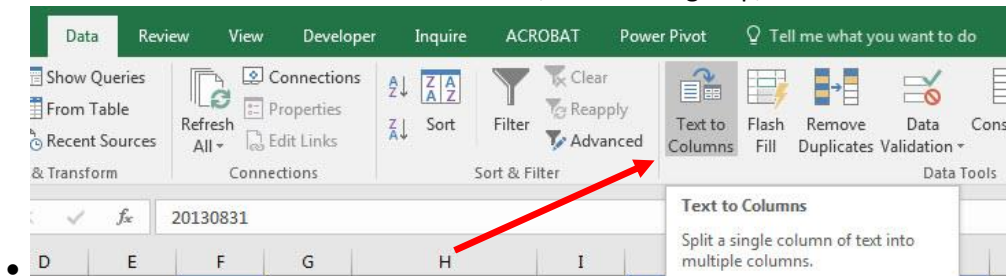 Data Review View Developer Inquire ACROBAT Power Pivot Tell me what you want to do
Show Queries
From Table
Recent Sources
& Transform
Refresh
All
Connections
Properties
Edit Links
Connections
A
Z
Z
A
Z A
A Z
Sort
Filter
Clear
Reapply
Advanced
Sort & Filter
Text to
Columns
Flash
Fill
Remove
Duplicates
Data
Validation
Cons
Data Tools
fx 20130831
Text to Columns
Split a single column of text into
multiple columns.
D E F G H I